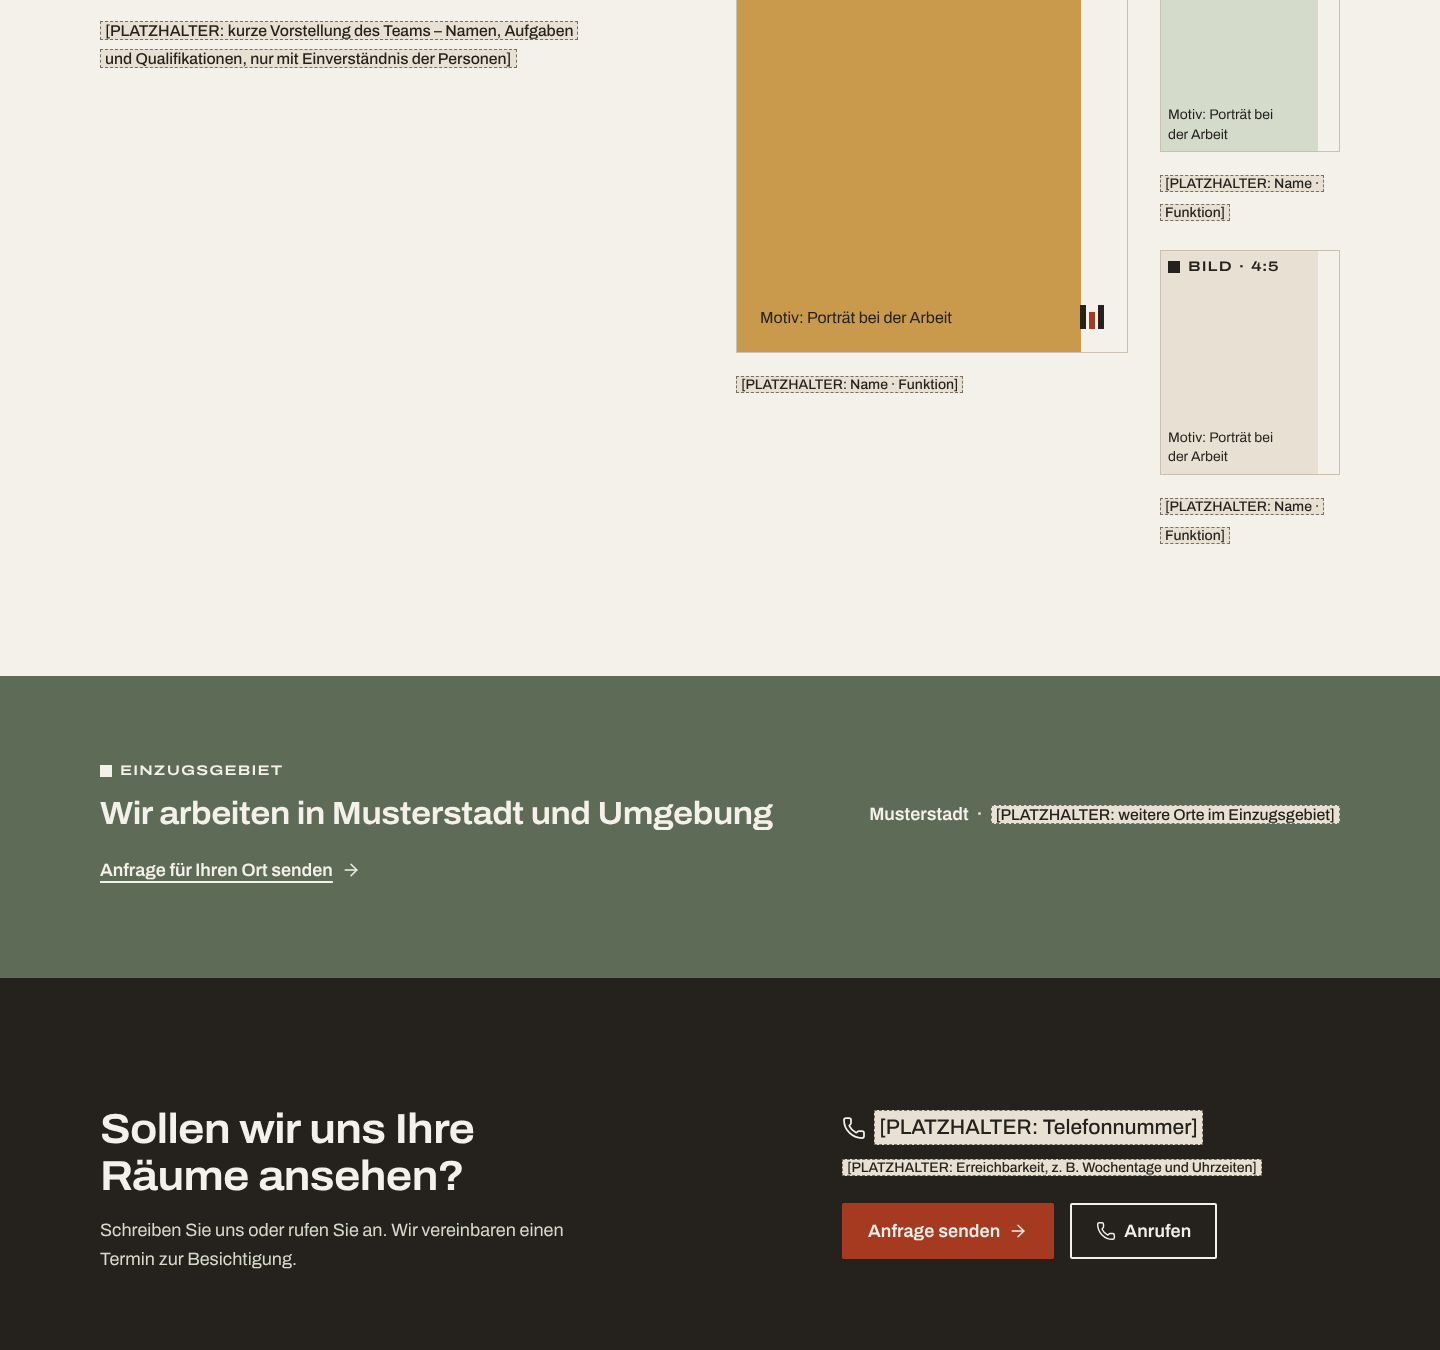 [PLATZHALTER: kurze Vorstellung des Teams – Namen, Aufgaben
und Qualifikationen, nur mit Einverständnis der Personen]
Motiv: Porträt bei der Arbeit
[PLATZHALTER: Name · Funktion]
Motiv: Porträt bei
der Arbeit
[PLATZHALTER: Name ·
Funktion]
BILD · 4:5
Motiv: Porträt bei
der Arbeit
[PLATZHALTER: Name ·
Funktion]
EINZUGSGEBIET
Wir arbeiten in Musterstadt und Umgebung
Anfrage für Ihren Ort senden
Musterstadt · [PLATZHALTER: weitere Orte im Einzugsgebiet]
Sollen wir uns Ihre
Räume ansehen?
Schreiben Sie uns oder rufen Sie an. Wir vereinbaren einen
Termin zur Besichtigung.
[PLATZHALTER: Telefonnummer]
[PLATZHALTER: Erreichbarkeit, z. B. Wochentage und Uhrzeiten]
Anfrage senden
Anrufen